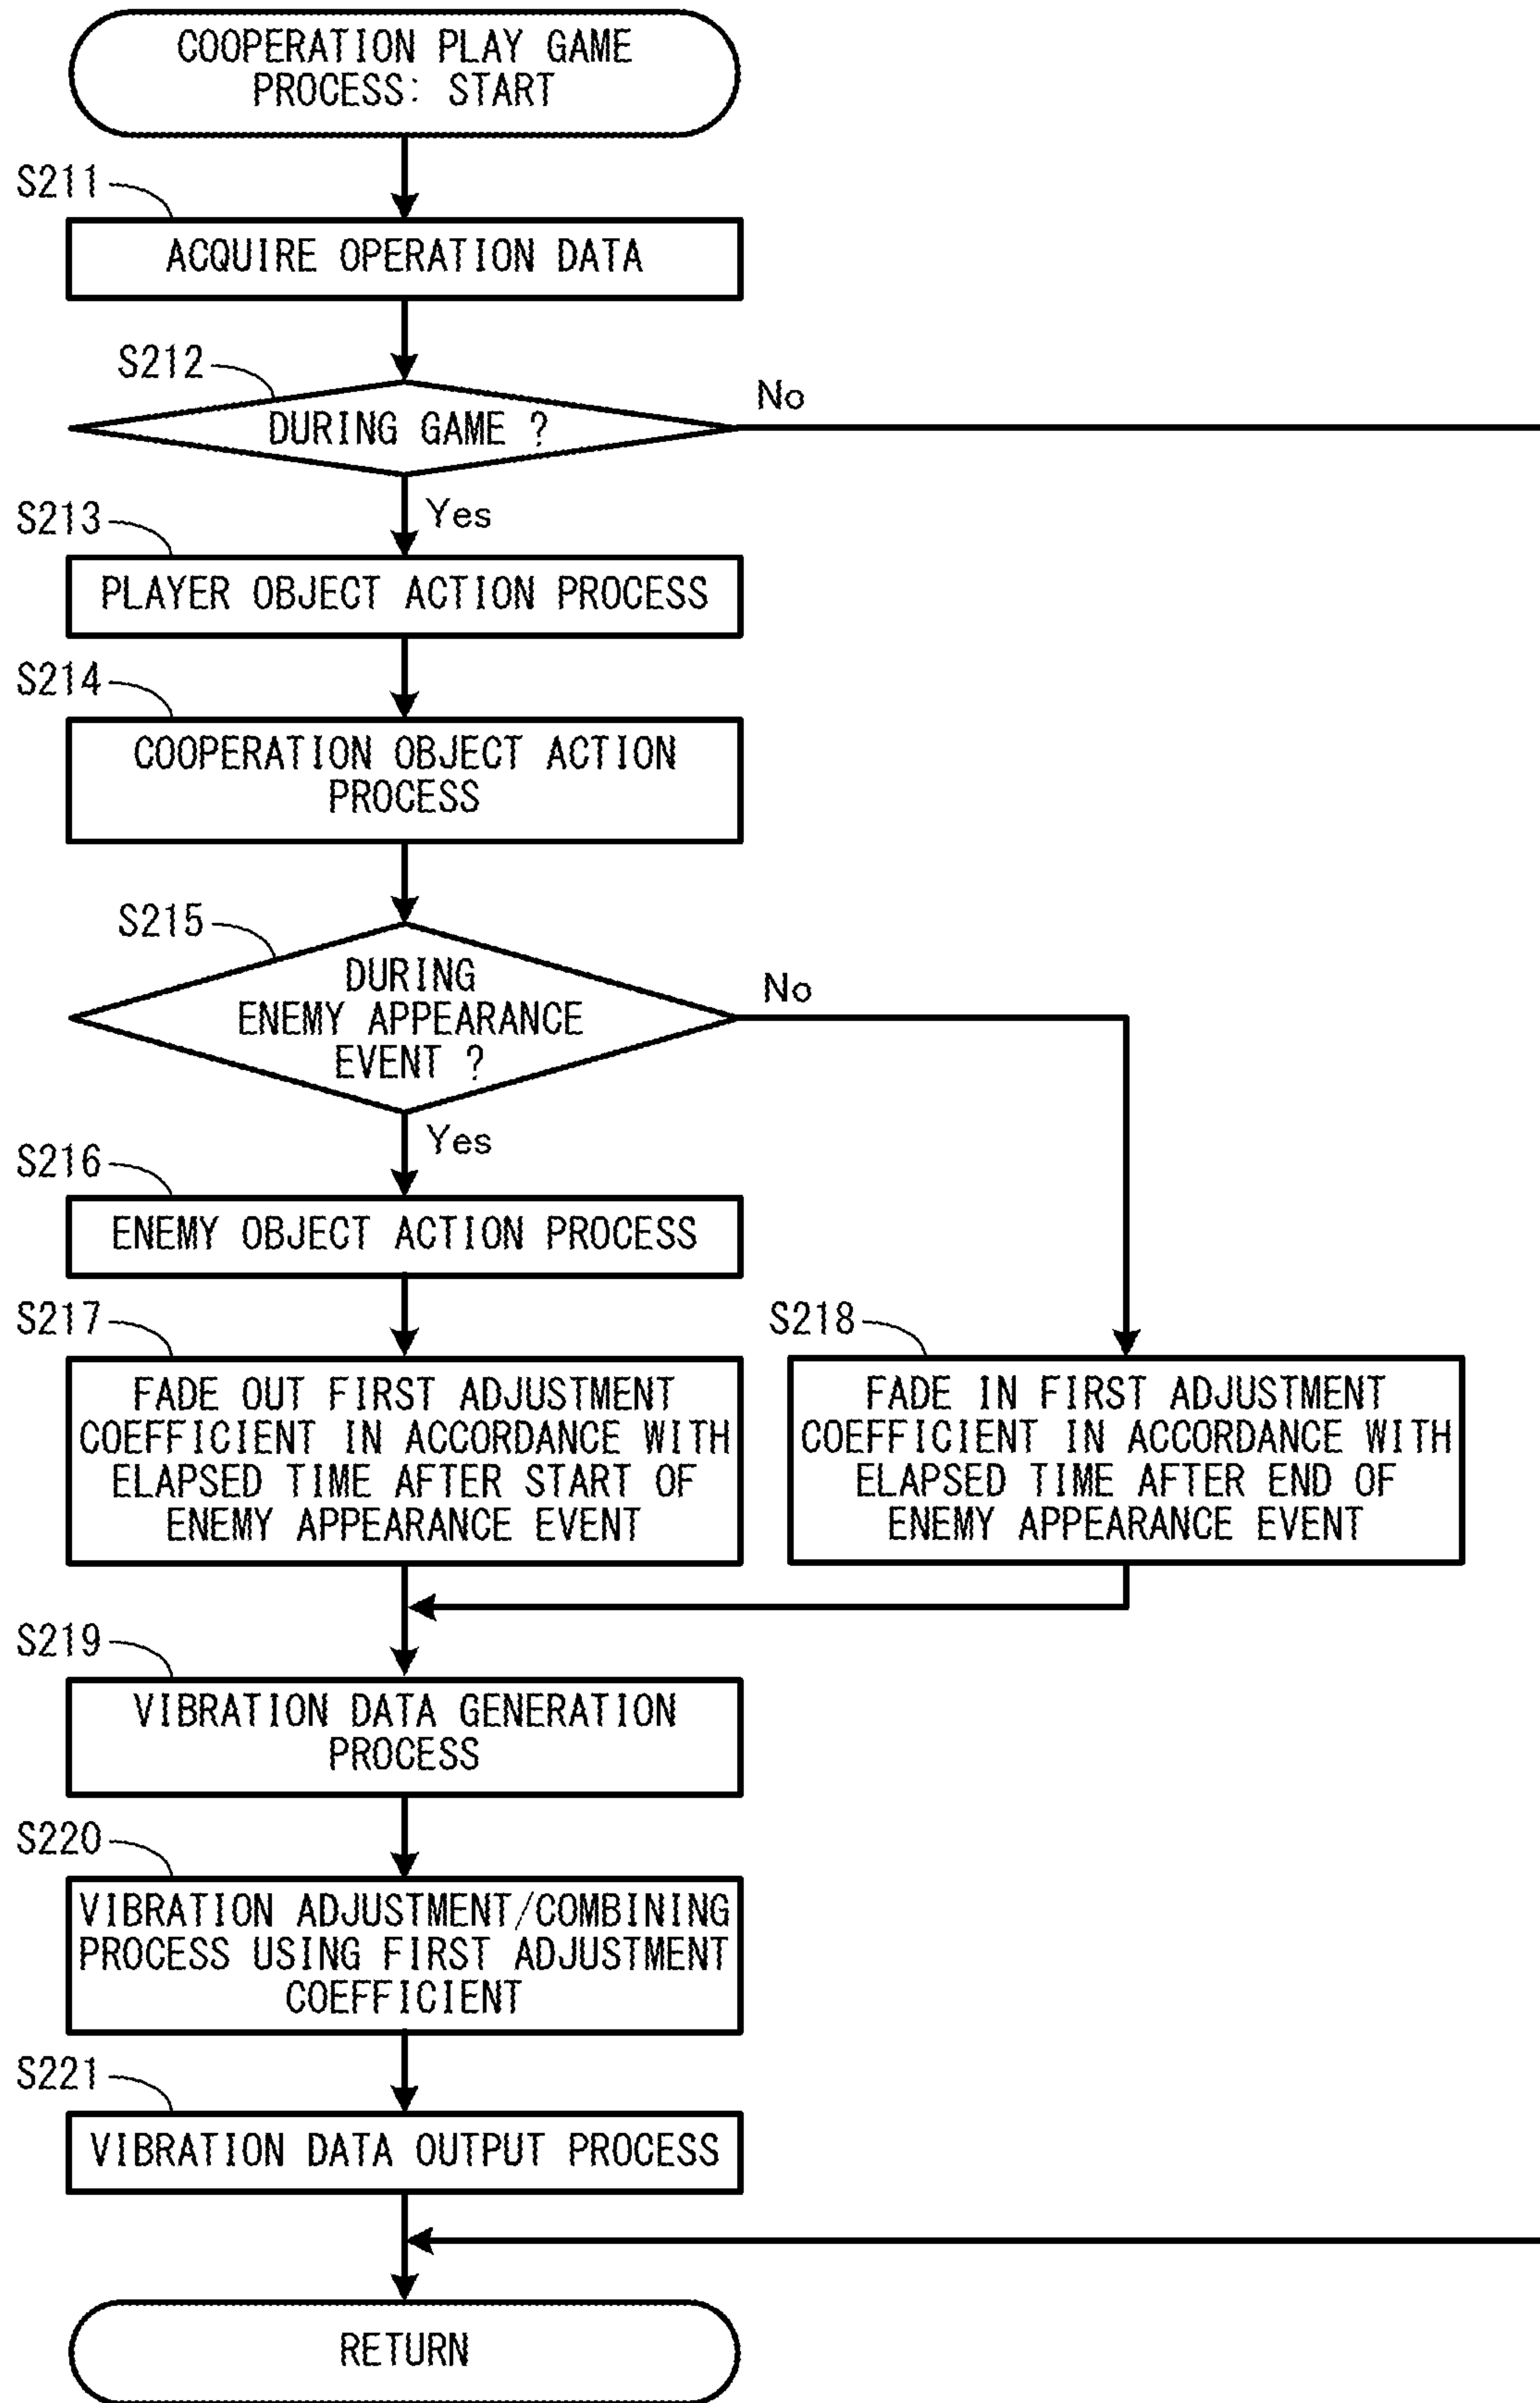 COOPERATION PLAY GAME
PROCESS: START
S211
ACQUIRE OPERATION DATA
S212
DURING GAME ?
No
Yes
S213
PLAYER OBJECT ACTION PROCESS
S214
COOPERATION OBJECT ACTION
PROCESS
S215
DURING
ENEMY APPEARANCE
EVENT ?
No
Yes
S216
ENEMY OBJECT ACTION PROCESS
S217
FADE OUT FIRST ADJUSTMENT
COEFFICIENT IN ACCORDANCE WITH
ELAPSED TIME AFTER START OF
ENEMY APPEARANCE EVENT
S218
FADE IN FIRST ADJUSTMENT
COEFFICIENT IN ACCORDANCE WITH
ELAPSED TIME AFTER END OF
ENEMY APPEARANCE EVENT
S219
VIBRATION DATA GENERATION
PROCESS
S220
VIBRATION ADJUSTMENT/COMBINING
PROCESS USING FIRST ADJUSTMENT
COEFFICIENT
S221
VIBRATION DATA OUTPUT PROCESS
RETURN